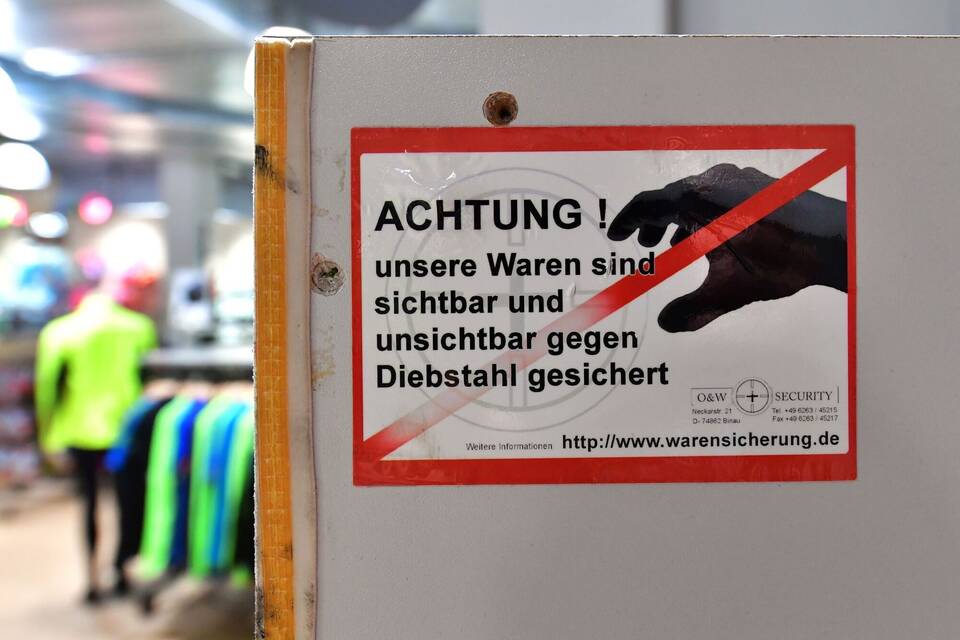 ACHTUNG !
unsere Waren sind
sichtbar und
unsichtbar gegen
Diebstahl gesichert
O&W SECURITY
Neckarstr. 21
D- 74862 Binau
Tel. +49 6263 / 45215
Fax +49 6263 / 45217
Weitere Informationen http://www.warensicherung.de